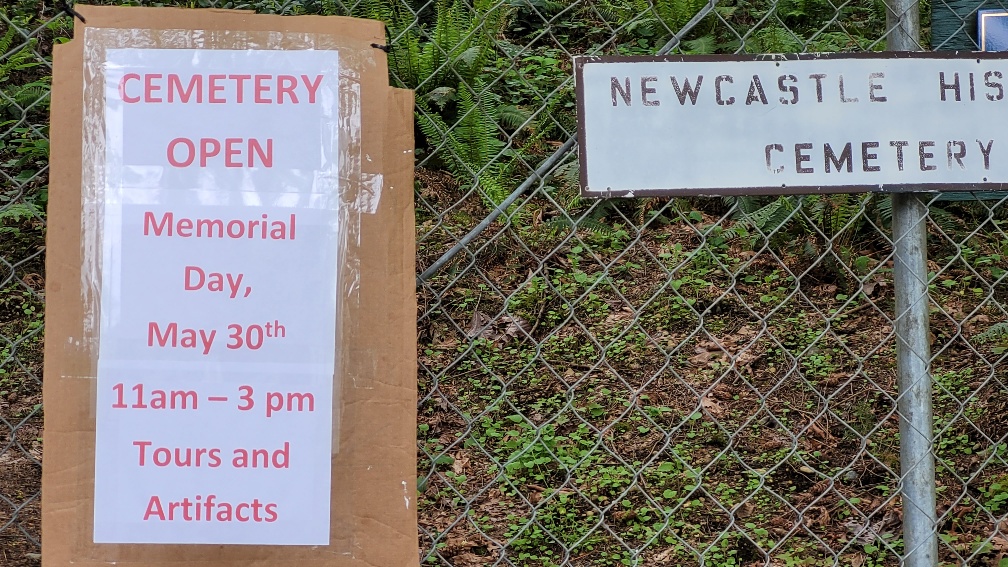 CEMETERY
OPEN
Memorial
Day,
May 30th
11am – 3 pm
Tours and
Artifacts
NEWCASTLE HIS
CEMETERY